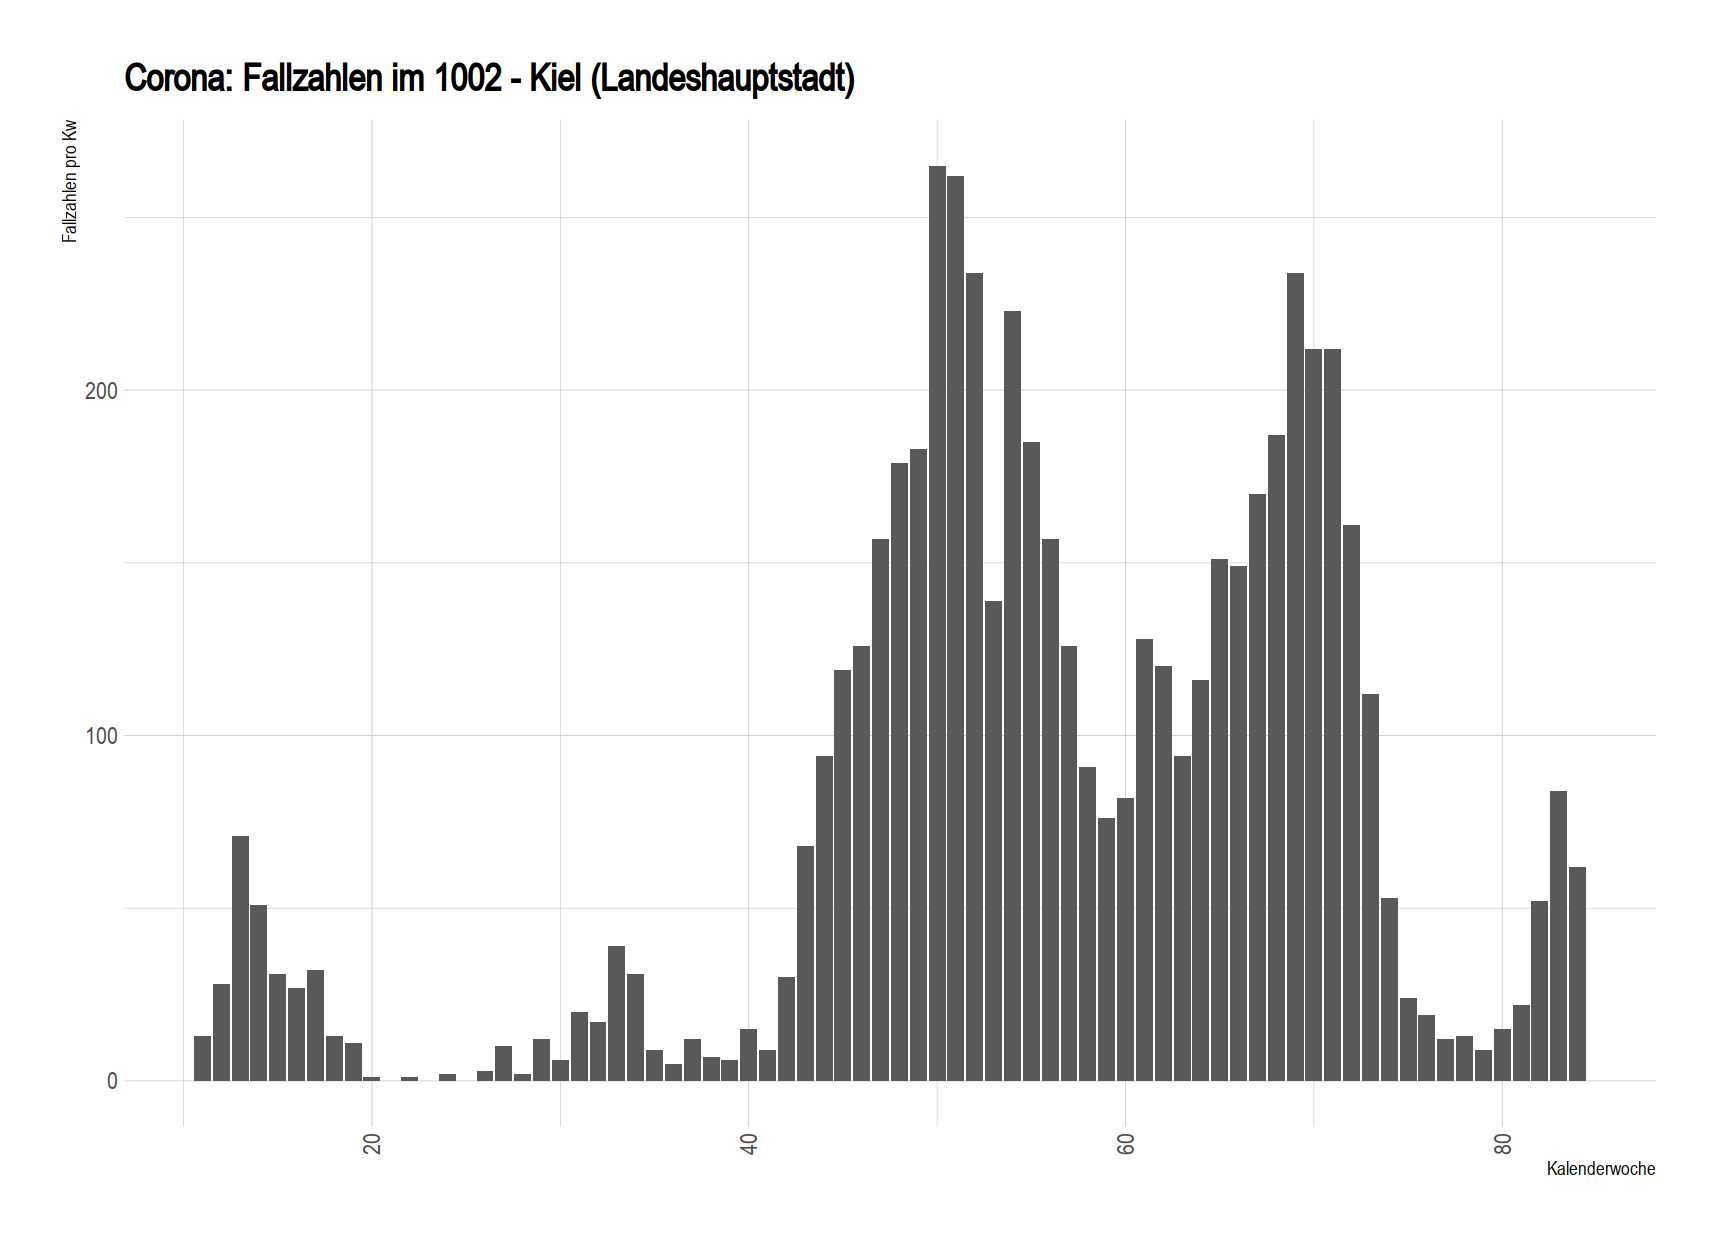 Corona: Fallzahlen im 1002 - Kiel (Landeshauptstadt)
Fallzahlen pro Kw
200
100
0
20
40
60
80
Kalenderwoche